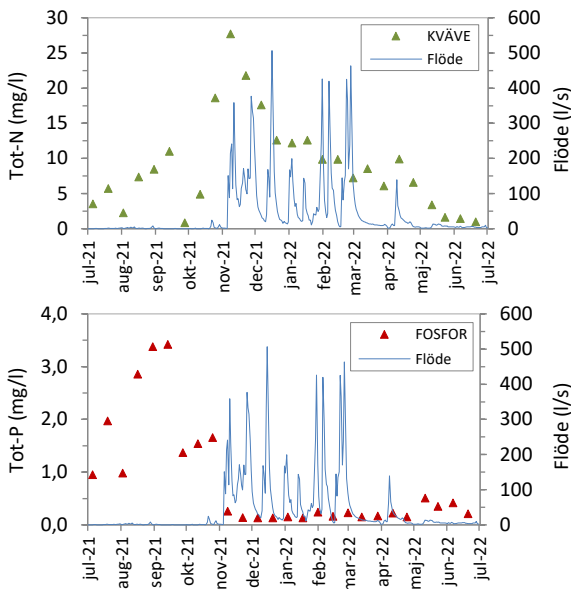 Tot-N (mg/l)
30
25
20
15
10
5
0
KVÄVE
Flöde
600
500
400
300
200
100
0
Flöde (l/s)
jul-21
aug-21
sep-21
okt-21
nov-21
dec-21
jan-22
feb-22
mar-22
apr-22
maj-22
jun-22
jul-22
Tot-P (mg/l)
4,0
3,0
2,0
1,0
0,0
FOSFOR
Flöde
600
500
400
300
200
100
0
Flöde (l/s)
jul-21
aug-21
sep-21
okt-21
nov-21
dec-21
jan-22
feb-22
mar-22
apr-22
maj-22
jun-22
jul-22